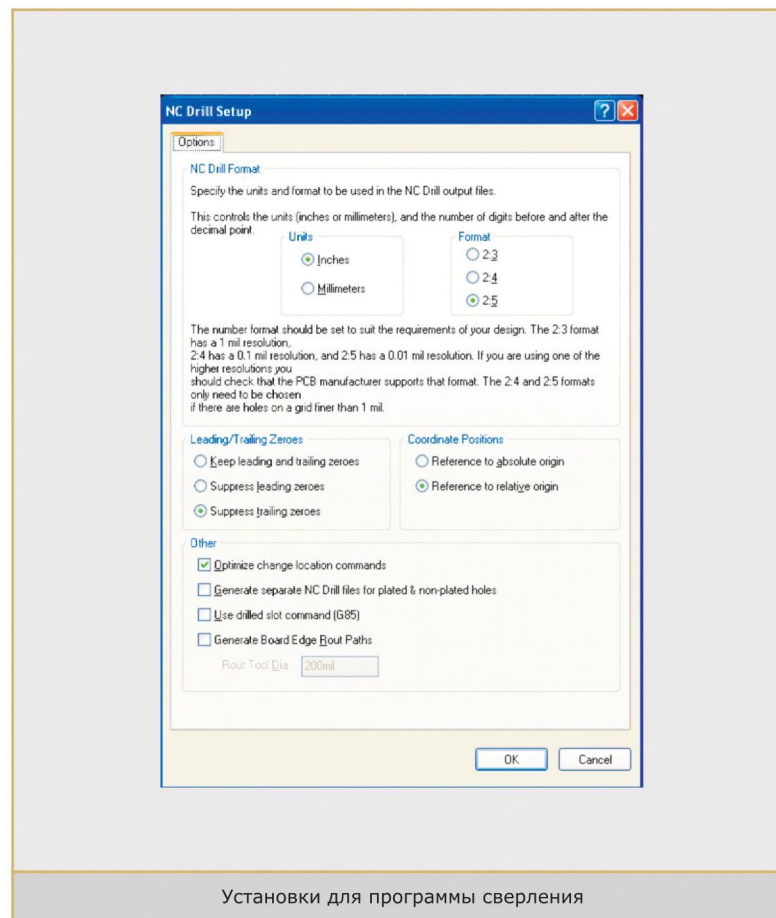 NC Drill Setup
Options
NC Drill Format
Specify the units and format to be used in the NC Drill output files.
This controls the units (inches or millimeters), and the number of digits before and after the
decimal point.
Units
Inches
Millimeters
Format
2:3
2:4
2:5
The number format should be set to suit the requirements of your design. The 2:3 format
has a 1 mil resolution,
2:4 has a 0.1 mil resolution, and 2:5 has a 0.01 mil resolution. If you are using one of the
higher resolutions you
should check that the PCB manufacturer supports that format. The 2:4 and 2:5 formats
only need to be chosen
if there are holes on a grid finer than 1 mil.
Leading/Trailing Zeroes
Keep leading and trailing zeroes
Suppress leading zeroes
Suppress trailing zeroes
Coordinate Positions
Reference to absolute origin
Reference to relative origin
Other
Optimize change location commands
Generate separate NC Drill files for plated & non-plated holes
Use drilled slot command (G85)
Generate Board Edge Rout Paths
Rout Tool Dia 200mil
OK Cancel
Установки для программы сверления